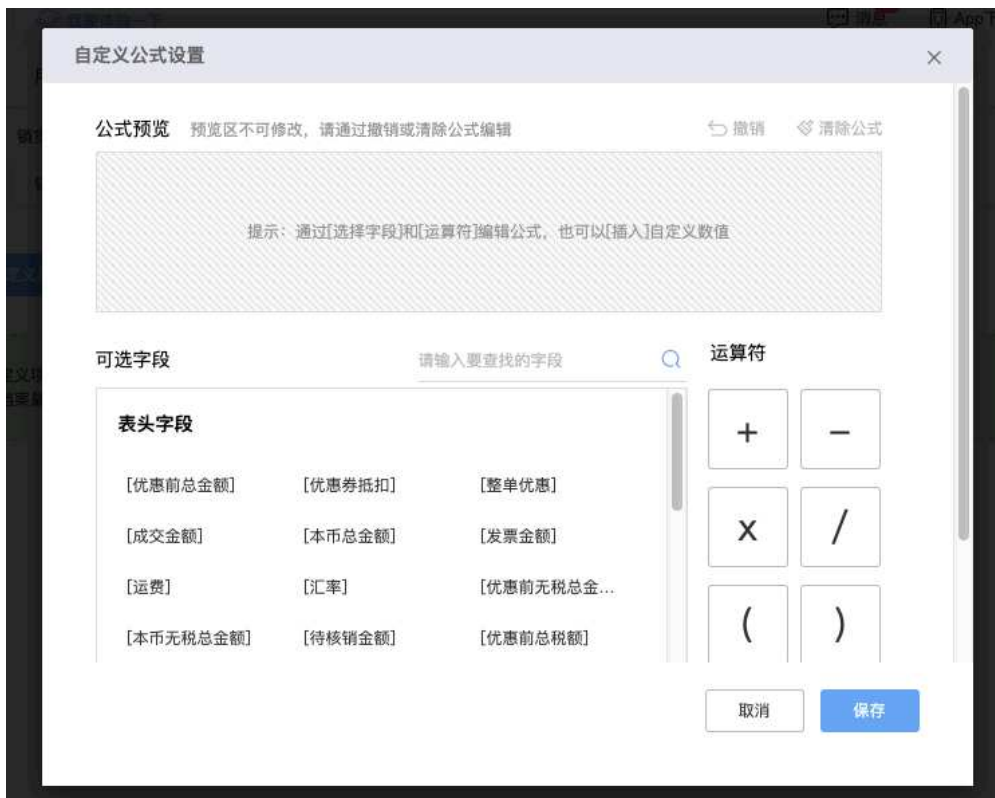 消息
App下
自定义公式设置
公式预览 预览区不可修改，请通过撤销或清除公式编辑 撤销 清除公式
提示：通过[选择字段]和[运算符]编辑公式，也可以[插入]自定义数值
可选字段 请输入要查找的字段 运算符
表头字段
[优惠前总金额] [优惠券抵扣] [整单优惠]
[成交金额] [本币总金额] [发票金额]
[运费] [汇率] [优惠前无税总金...
[本币无税总金额] [待核销金额] [优惠前总税额]
+ −
x /
( )
取消 保存